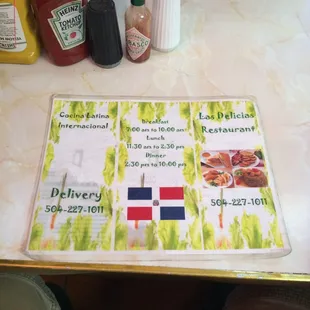 HEINZ
TOMATO
KETCHUP
TABASCO
Cocina Latina
Internacional
Delivery
504-227-1011
Breakfast
7:00 am to 10:00 am
Lunch
11:30 am to 2:30 pm
Dinner
2:30 pm to 10:00 pm
Las Delicias
Restaurant
504-227-1011